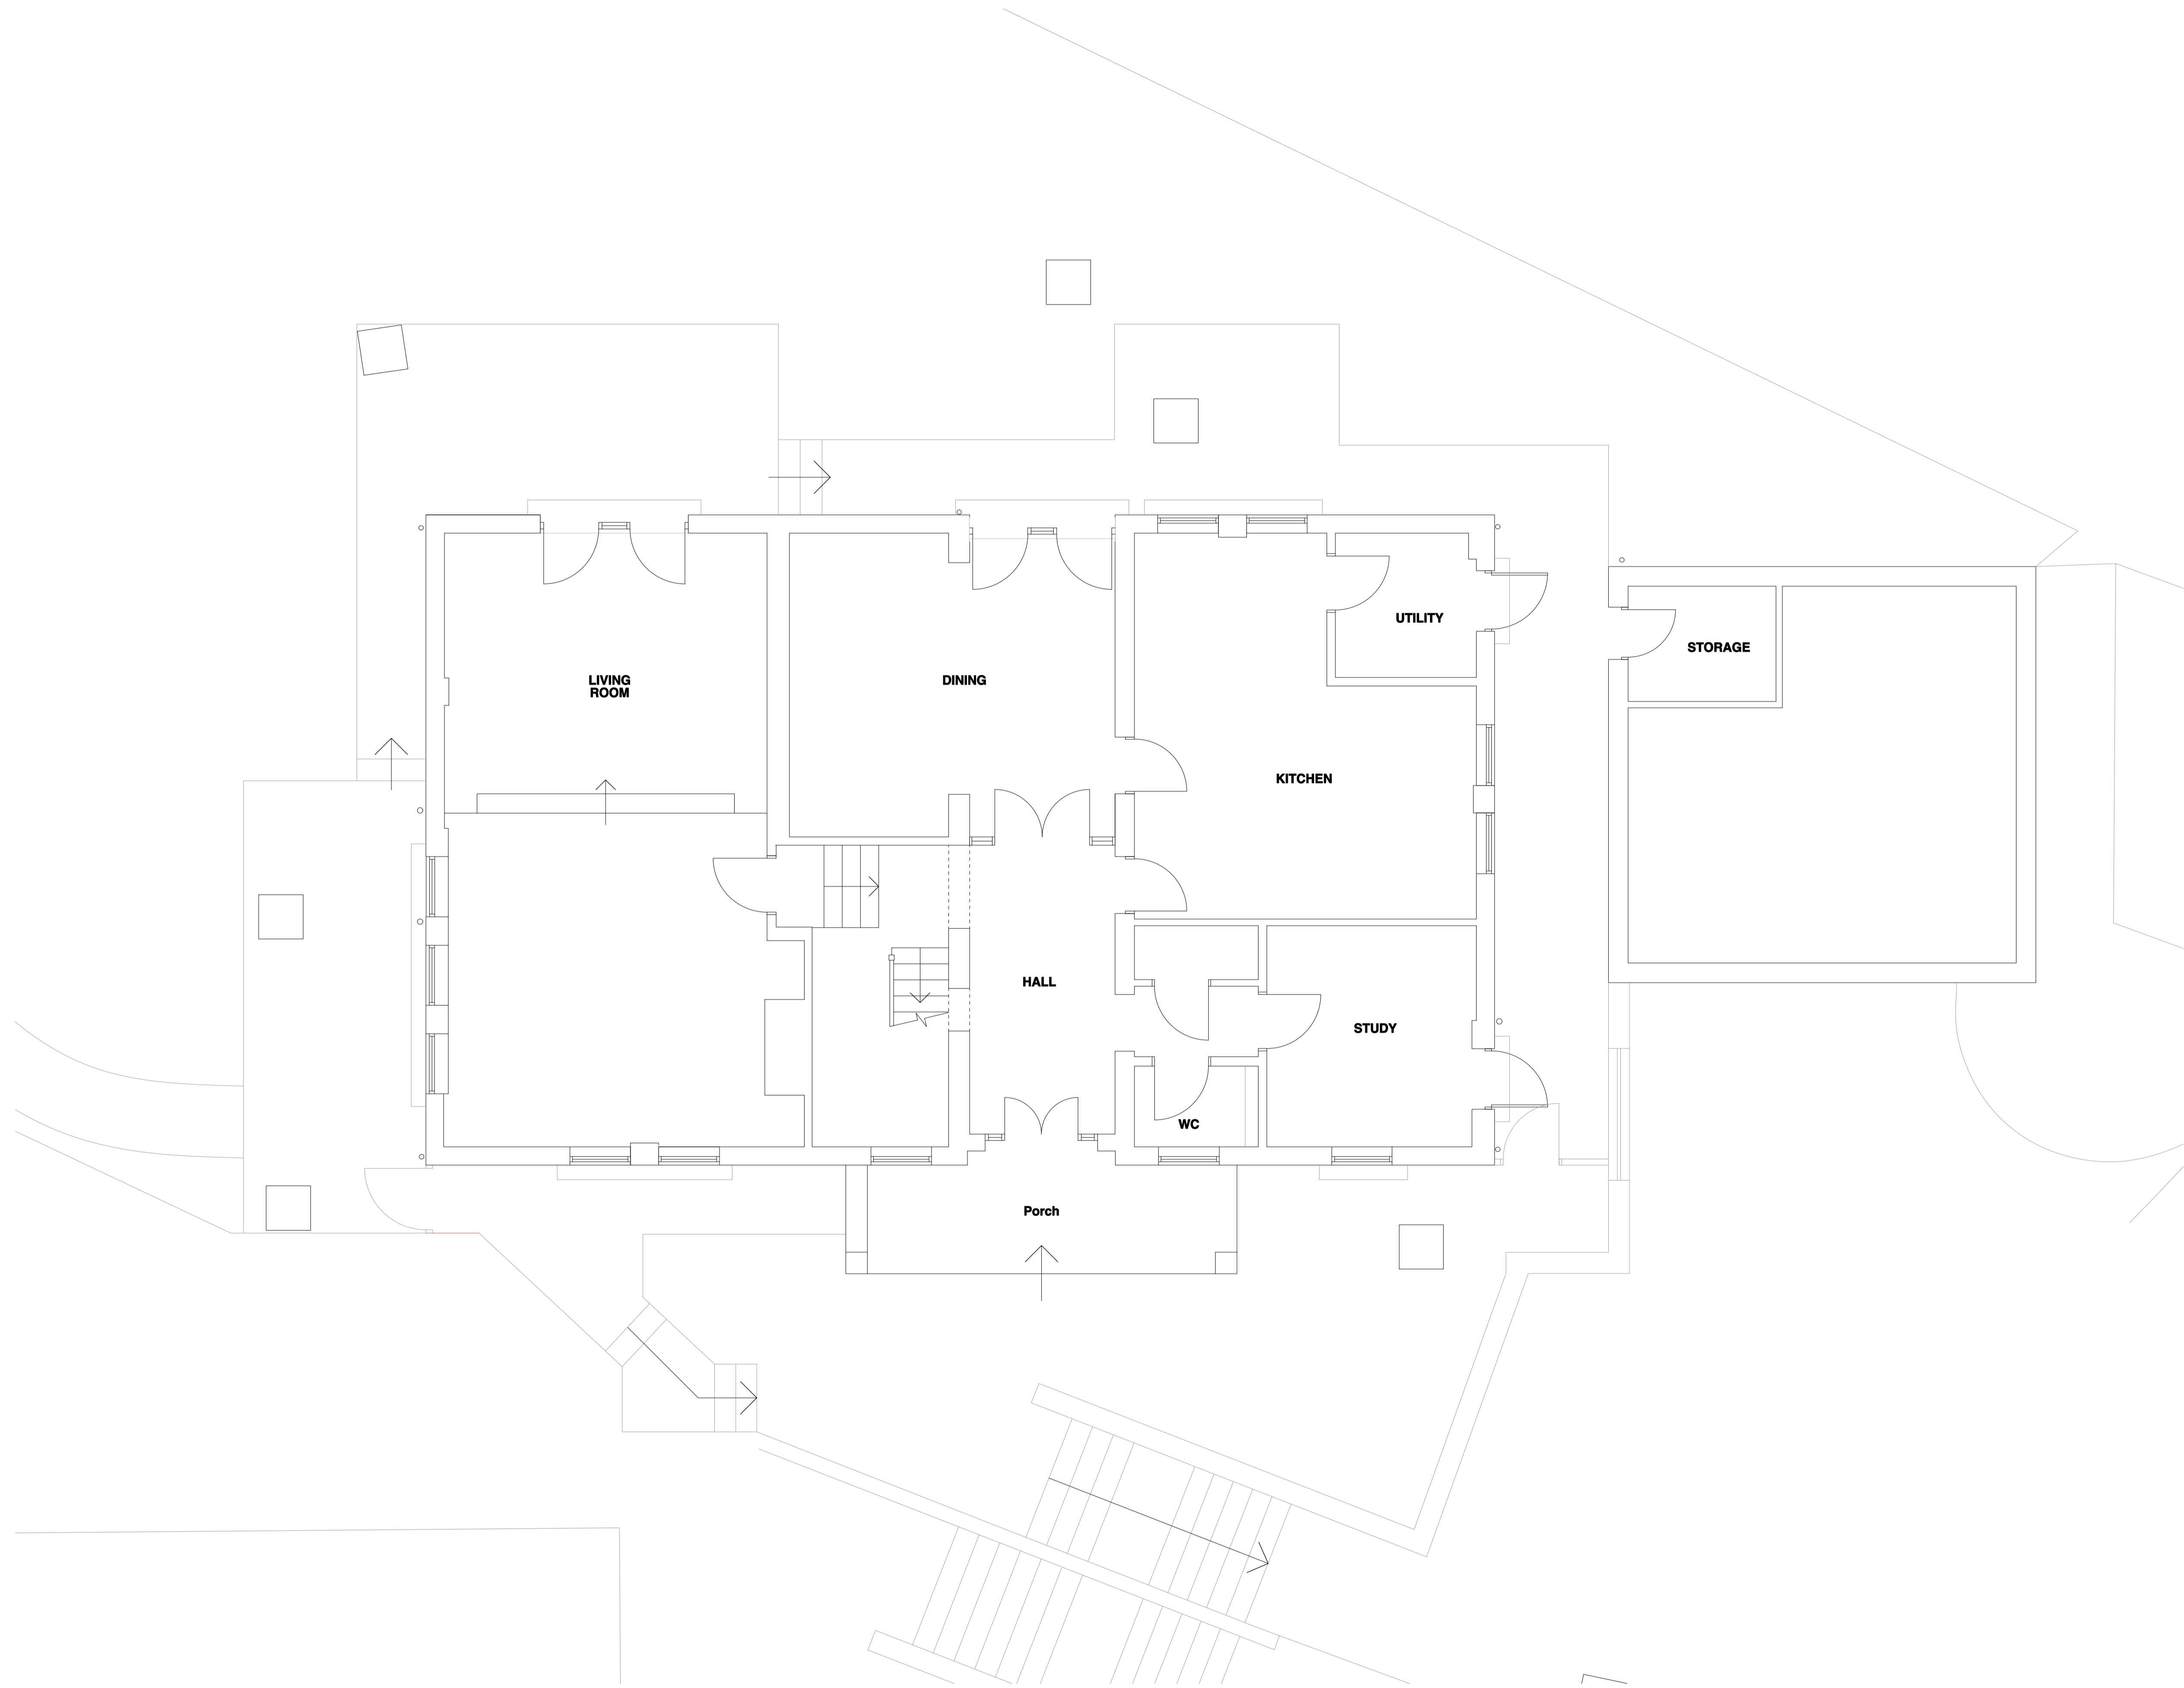 UTILITY
STORAGE
LIVING
ROOM
DINING
KITCHEN
HALL
STUDY
WC
Porch